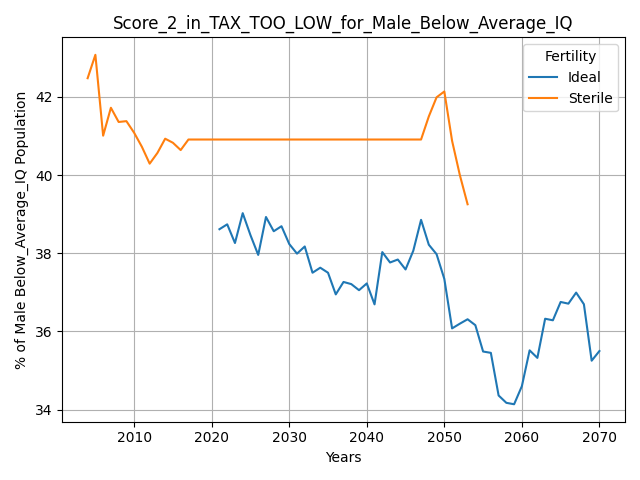 Score_2_in_TAX_TOO_LOW_for_Male_Below_Average_IQ
Fertility
Ideal
Sterile
% of Male Below_Average_IQ Population
42
40
38
36
34
2010 2020 2030 2040 2050 2060 2070
Years